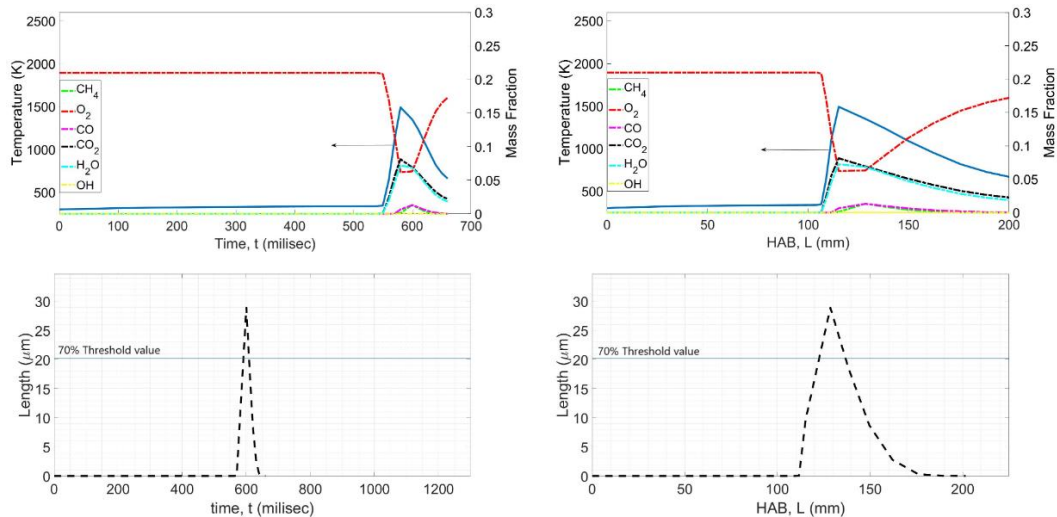 2500
2000
1500
1000
500
Temperature (K)
0.3
0.25
0.2
0.15
0.1
0.05
0
Mass Fraction
CH4
O2
CO
CO2
H2O
OH
0 100 200 300 400 500 600 700
Time, t (milisec)
2500
2000
1500
1000
500
Temperature (K)
0.3
0.25
0.2
0.15
0.1
0.05
0
Mass Fraction
CH4
O2
CO
CO2
H2O
OH
0 50 100 150 200
HAB, L (mm)
30
25
20
15
10
5
0
Length (μm)
70% Threshold value
0 200 400 600 800 1000 1200
time, t (milisec)
30
25
20
15
10
5
0
Length (μm)
70% Threshold value
0 50 100 150 200
HAB, L (mm)